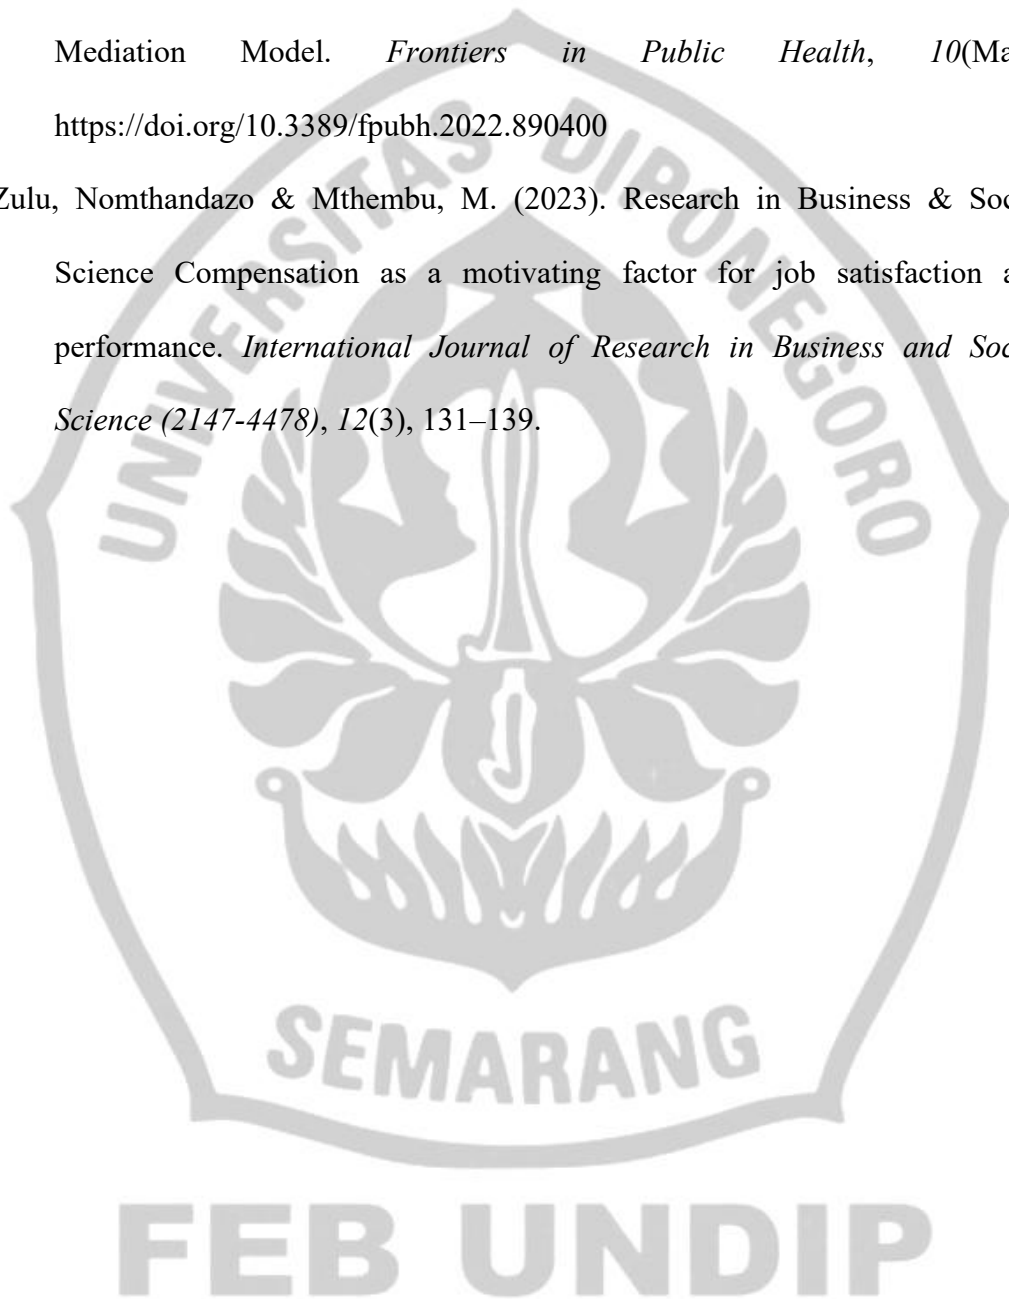 Mediation Model. Frontiers in Public Health, 10(Ma
https://doi.org/10.3389/fpubh.2022.890400
Zulu, Nomthandazo & Mthembu, M. (2023). Research in Business & Soc
Science Compensation as a motivating factor for job satisfaction a
performance. International Journal of Research in Business and Soc
Science (2147-4478), 12(3), 131–139.
UNIVERSITAS DIPONEGORO
SEMARANG
FEB UNDIP